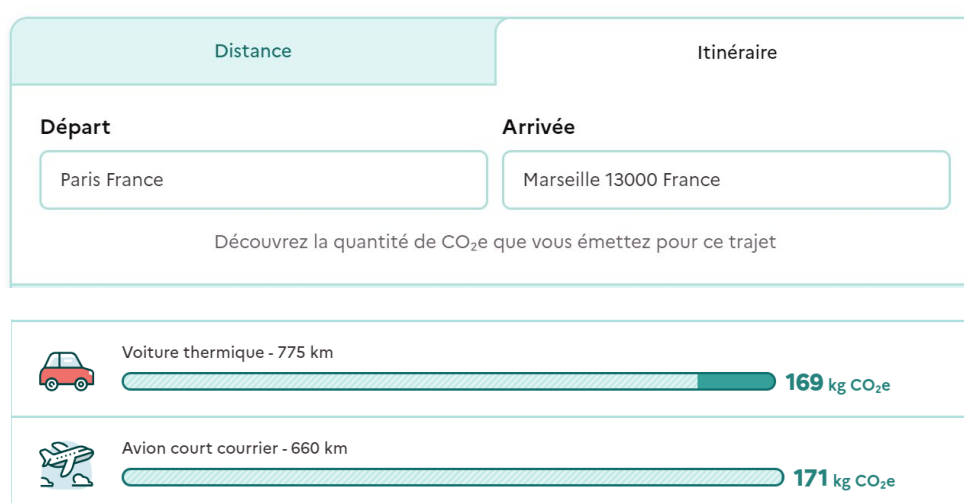 Distance
Itinéraire
Départ
Arrivée
Paris France
Marseille 13000 France
Découvrez la quantité de CO₂e que vous émettez pour ce trajet
Voiture thermique - 775 km
169 kg CO₂e
Avion court courrier - 660 km
171 kg CO₂e